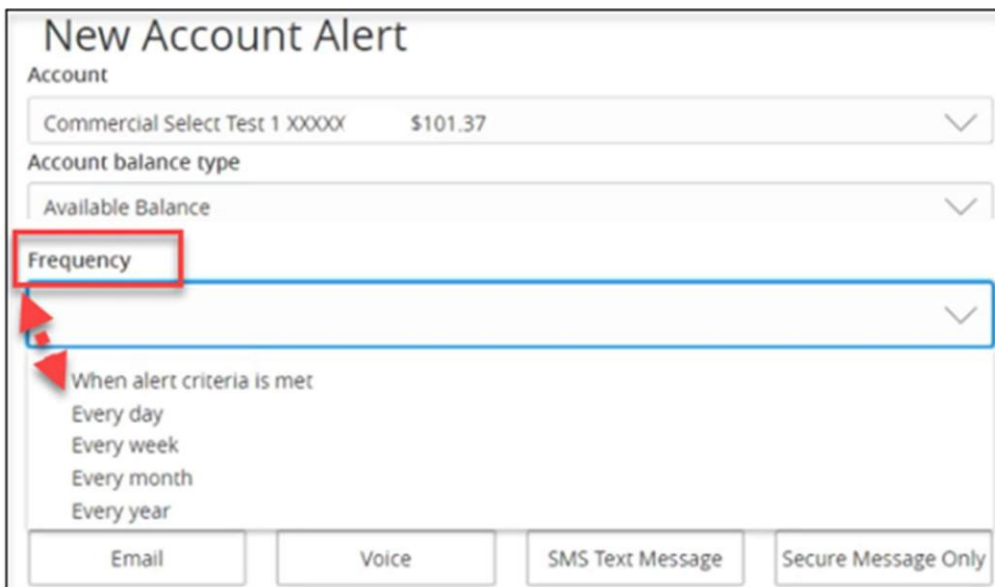 New Account Alert
Account
Commercial Select Test 1 XXXXX $101.37
Account balance type
Available Balance
Frequency
When alert criteria is met
Every day
Every week
Every month
Every year
Email Voice SMS Text Message Secure Message Only